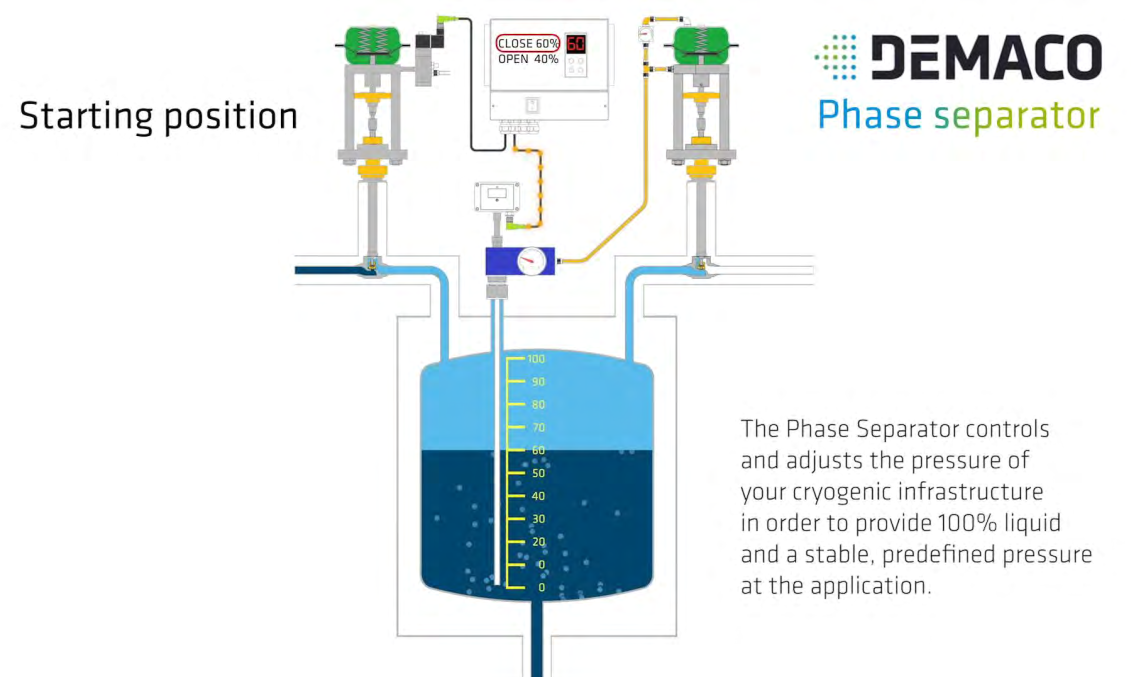 CLOSE 60% 60
OPEN 40%
DEMACO
Phase separator
Starting position
100
90
80
70
60
50
40
30
20
0
0
The Phase Separator controls
and adjusts the pressure of
your cryogenic infrastructure
in order to provide 100% liquid
and a stable, predefined pressure
at the application.